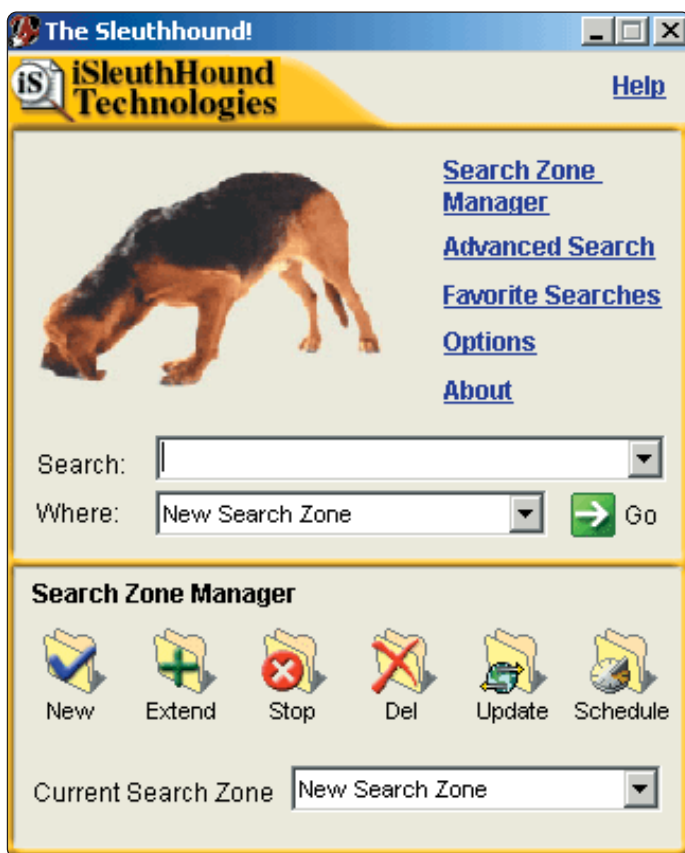 The Sleuthhound!
iS
iSleuthHound
Technologies
Help
Search Zone
Manager
Advanced Search
Favorite Searches
Options
About
Search:
Where: New Search Zone Go
Search Zone Manager
New Extend Stop Del Update Schedule
Current Search Zone New Search Zone